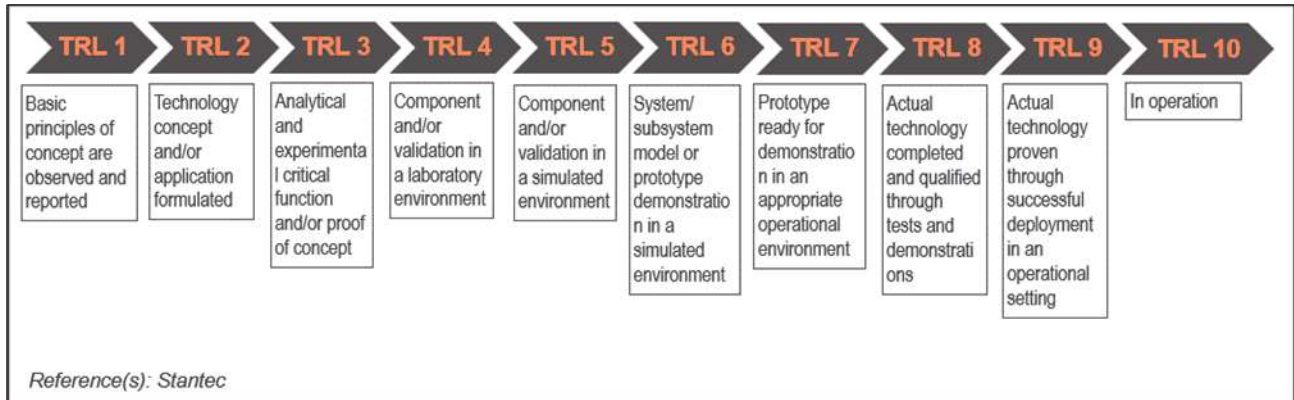 TRL 1
TRL 2
TRL 3
TRL 4
TRL 5
TRL 6
TRL 7
TRL 8
TRL 9
TRL 10
Basic
principles of
concept are
observed and
reported
Technology
concept
and/or
application
formulated
Analytical
and
experimenta
l critical
function
and/or proof
of concept
Component
and/or
validation in
a laboratory
environment
Component
and/or
validation in
a simulated
environment
System/
subsystem
model or
prototype
demonstratio
n in a
simulated
environment
Prototype
ready for
demonstratio
n in an
appropriate
operational
environment
Actual
technology
completed
and qualified
through
tests and
demonstrati
ons
Actual
technology
proven
through
successful
deployment
in an
operational
setting
In operation
Reference(s): Stantec